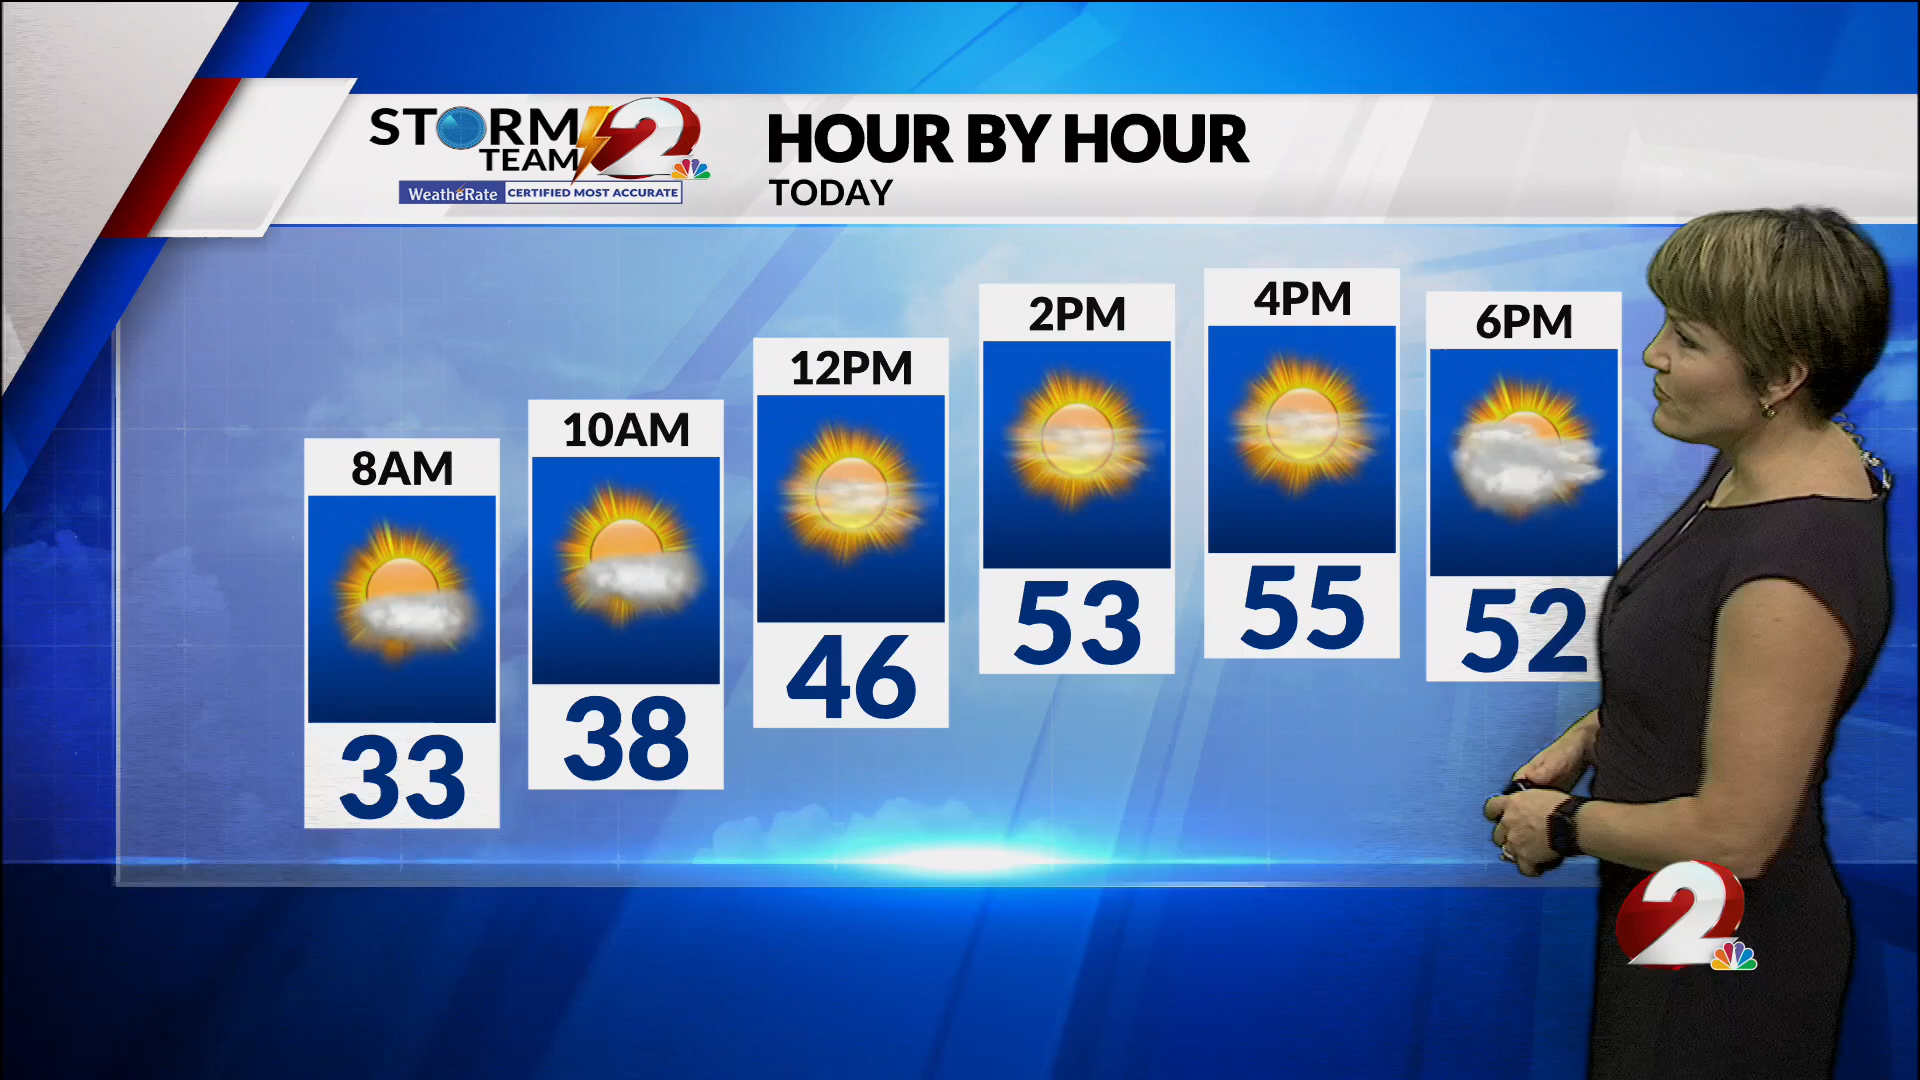 STORM
TEAM 2
WeatheRate CERTIFIED MOST ACCURATE
HOUR BY HOUR
TODAY
8AM
33
10AM
38
12PM
46
2PM
53
4PM
55
6PM
52
2